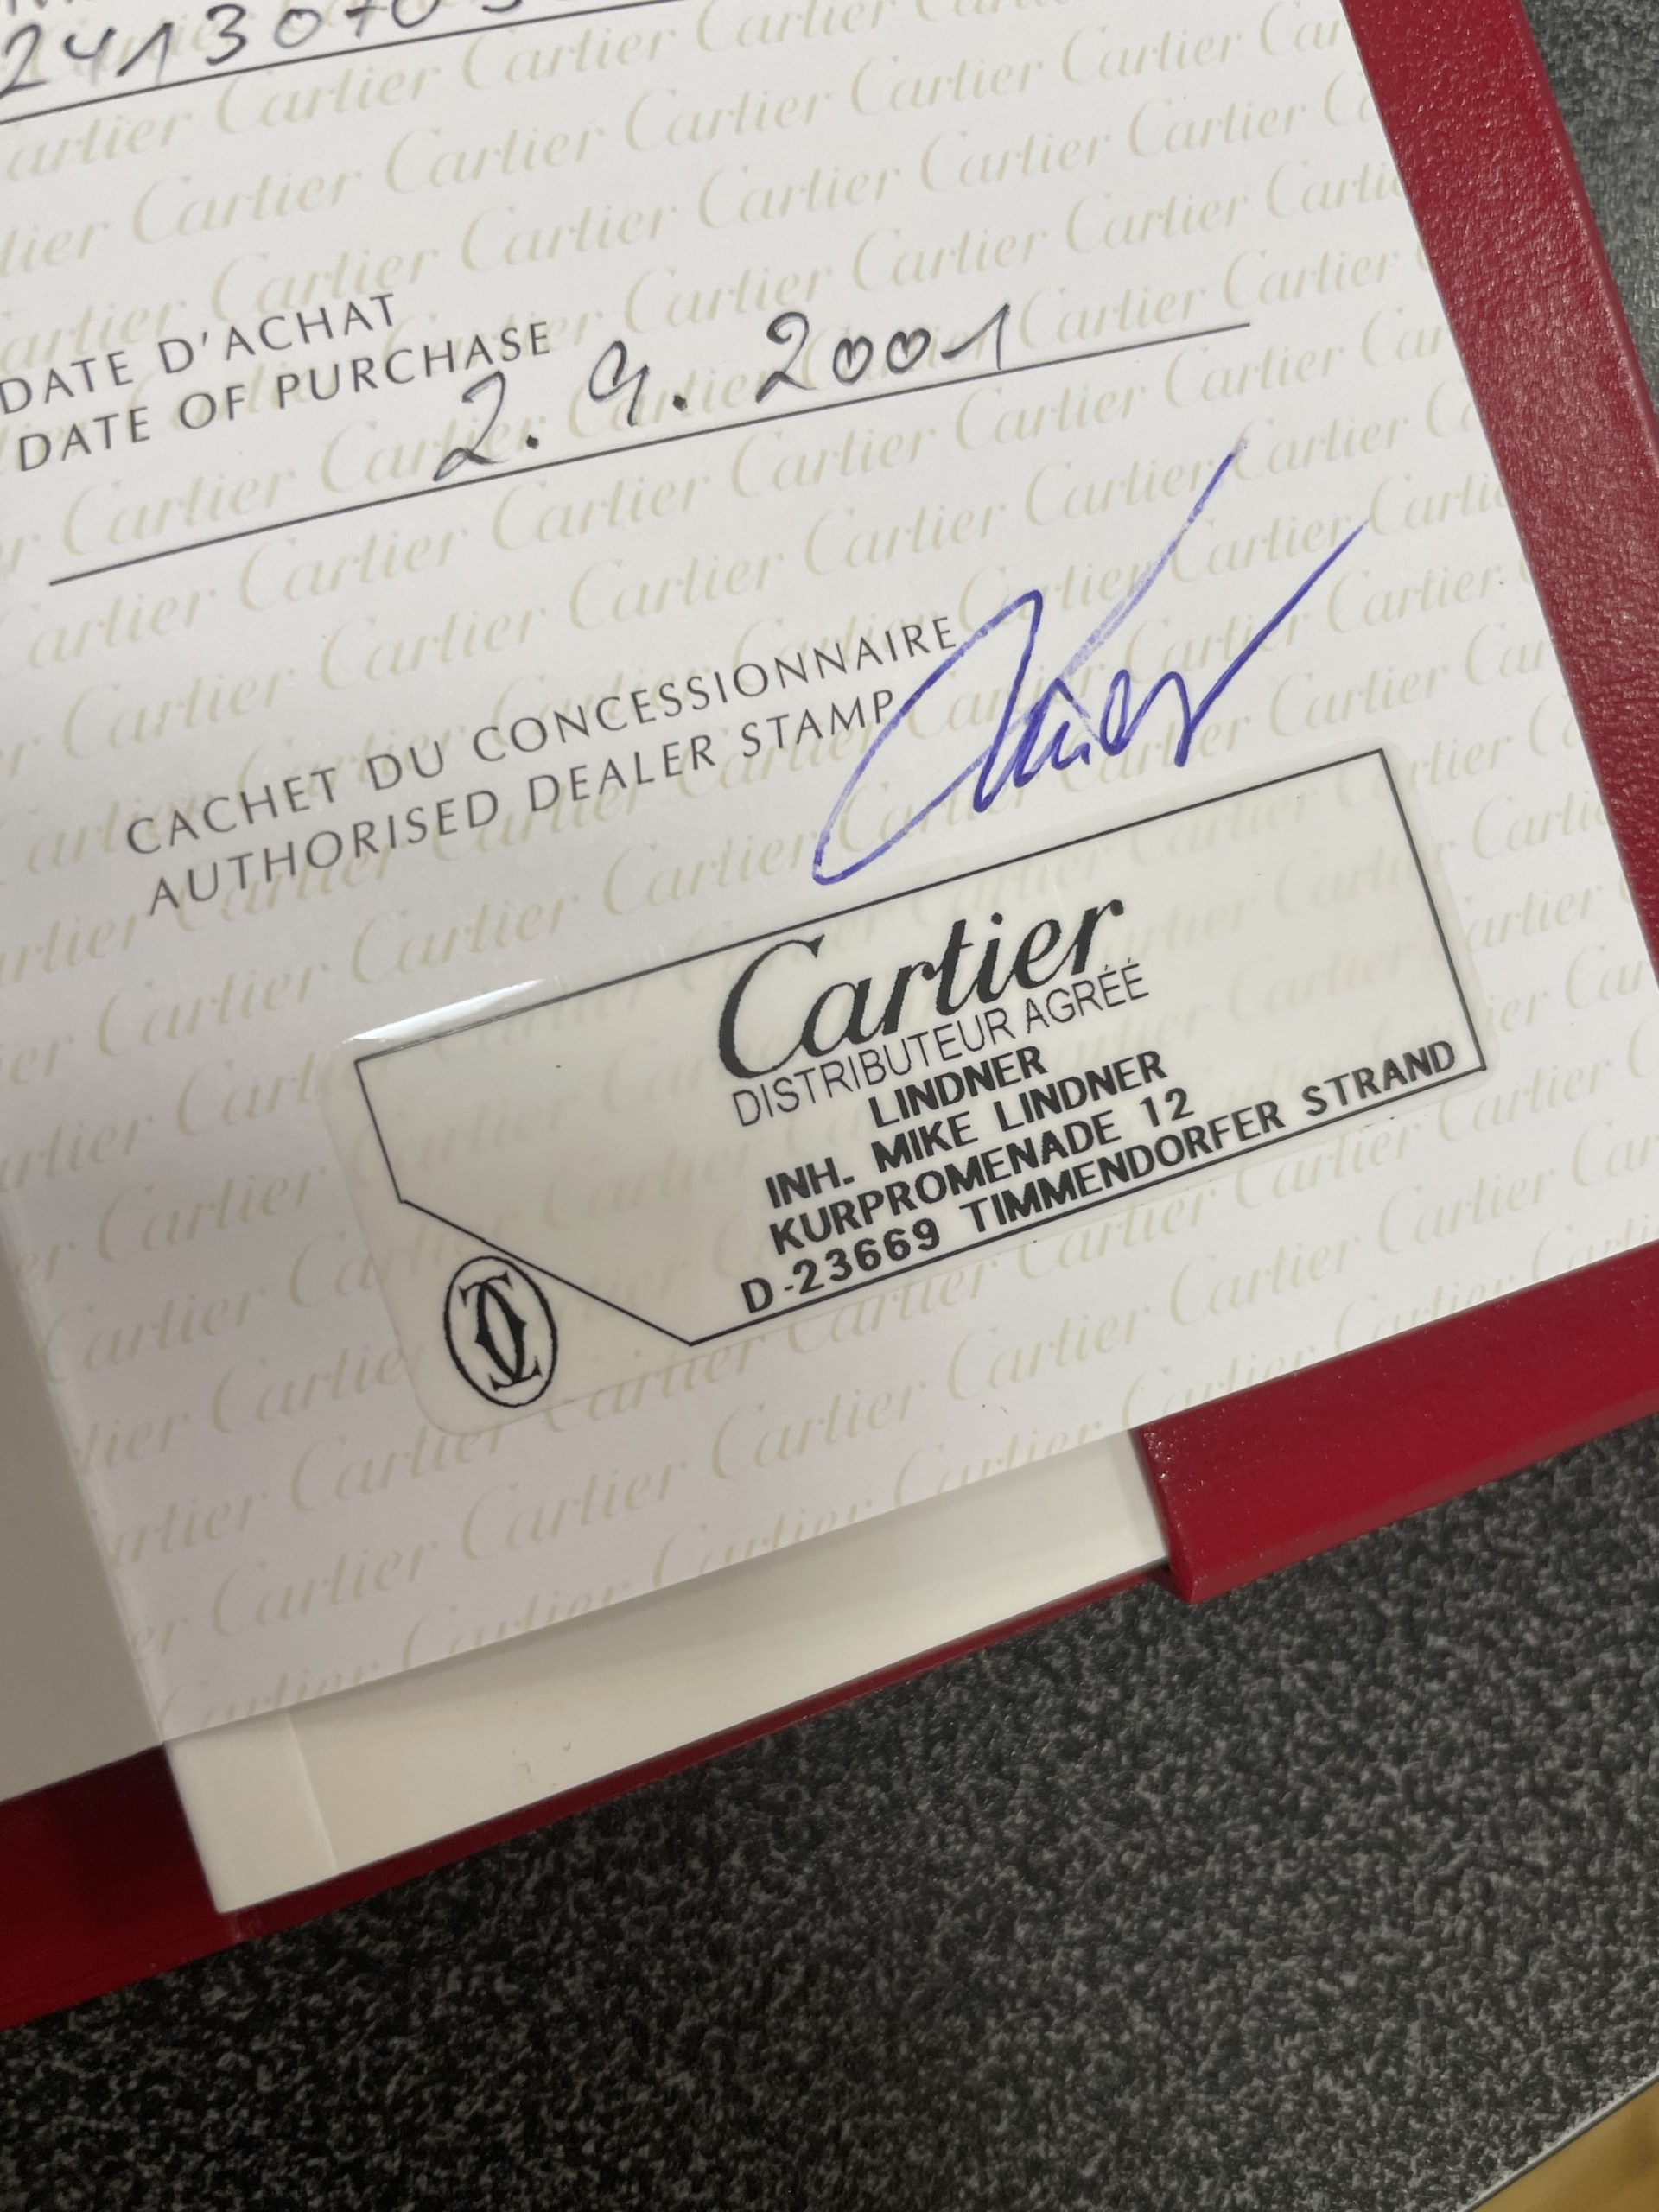 DATE D'ACHAT
DATE OF PURCHASE
2. 9. 2001
CACHET DU CONCESSIONNAIRE
AUTHORISED DEALER STAMP
Cartier
DISTRIBUTEUR AGRÉÉ
LINDNER
INH. MIKE LINDNER
KURPROMENADE 12
D-23669 TIMMENDORFER STRAND